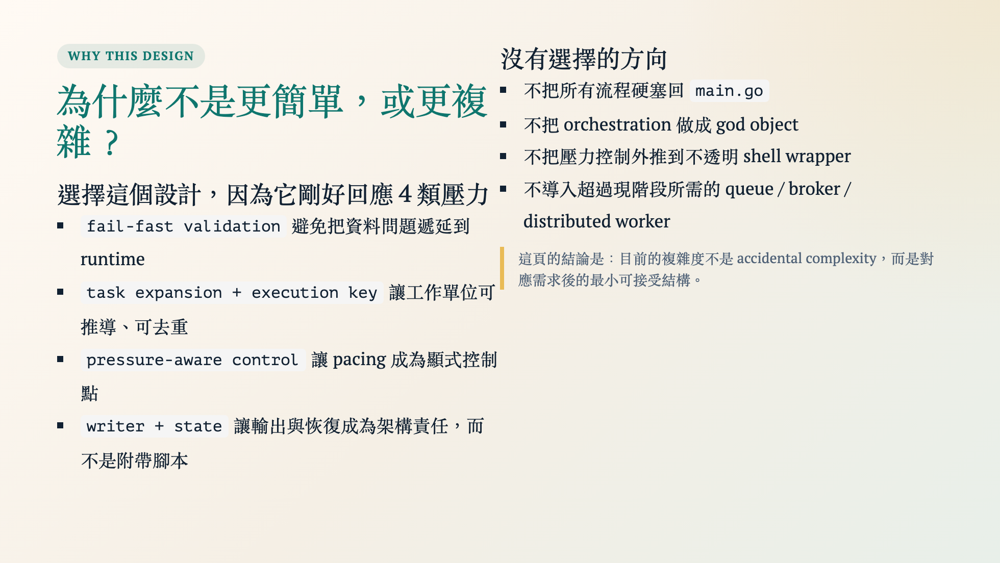 WHY THIS DESIGN
為什麼不是更簡單，或更複
雜？
選擇這個設計，因為它剛好回應 4 類壓力
fail-fast validation 避免把資料問題遞延到
runtime
task expansion + execution key 讓工作單位可
推導、可去重
pressure-aware control 讓 pacing 成為顯式控制
點
writer + state 讓輸出與恢復成為架構責任，而
不是附帶腳本
沒有選擇的方向
不把所有流程硬塞回 main.go
不把 orchestration 做成 god object
不把壓力控制外推到不透明 shell wrapper
不導入超過現階段所需的 queue / broker /
distributed worker
這頁的結論是：目前的複雜度不是 accidental complexity，而是對
應需求後的最小可接受結構。